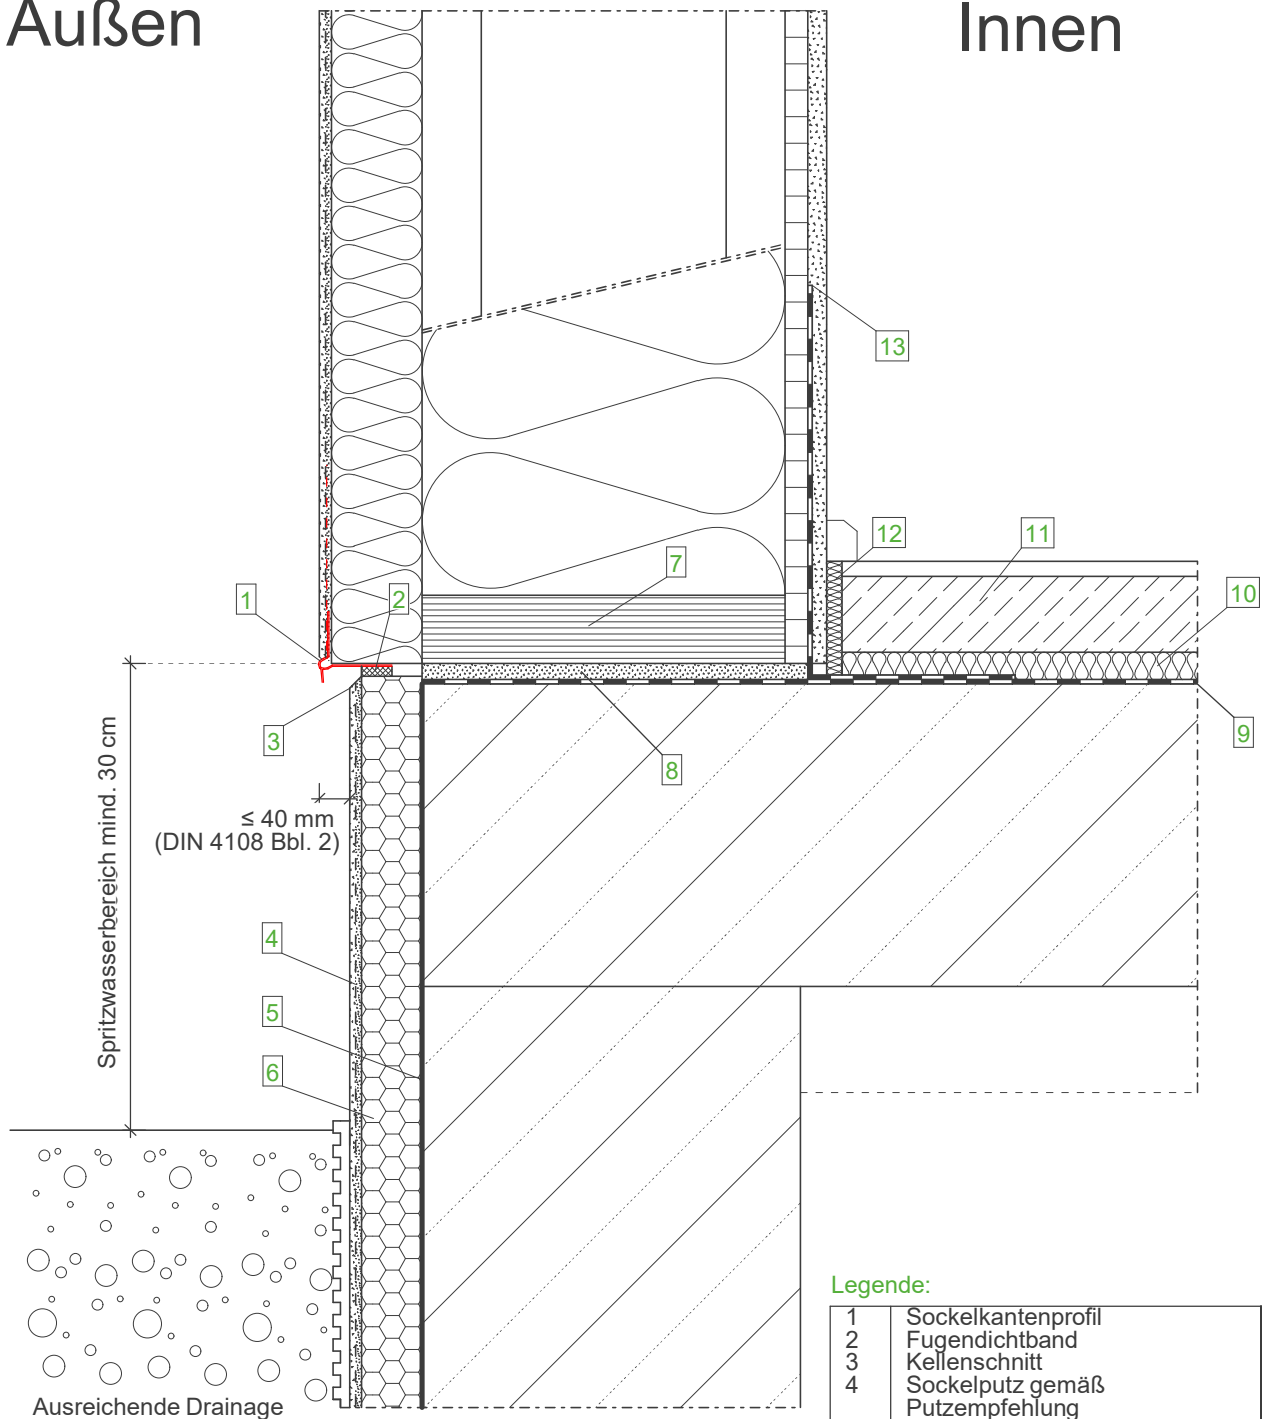 Außen
Innen
13
12
11
7
10
1
2
3
8
9
≤ 40 mm
(DIN 4108 Bbl. 2)
Spritzwasserbereich mind. 30 cm
4
5
6
Ausreichende Drainage
Legende:
1 Sockelkantenprofil
2 Fugendichtband
3 Kellenschnitt
4 Sockelputz gemäß
Putzempfehlung